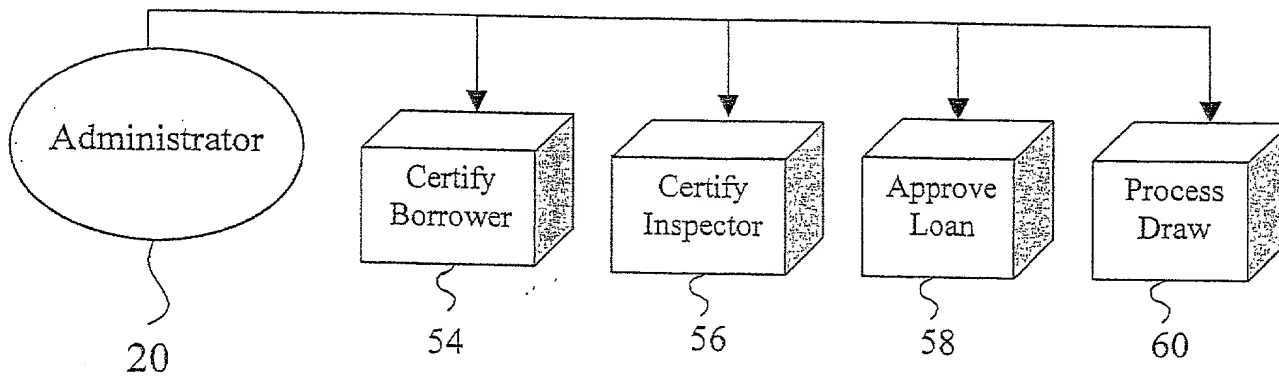 Administrator
Certify
Borrower
Certify
Inspector
Approve
Loan
Process
Draw
20
54
56
58
60